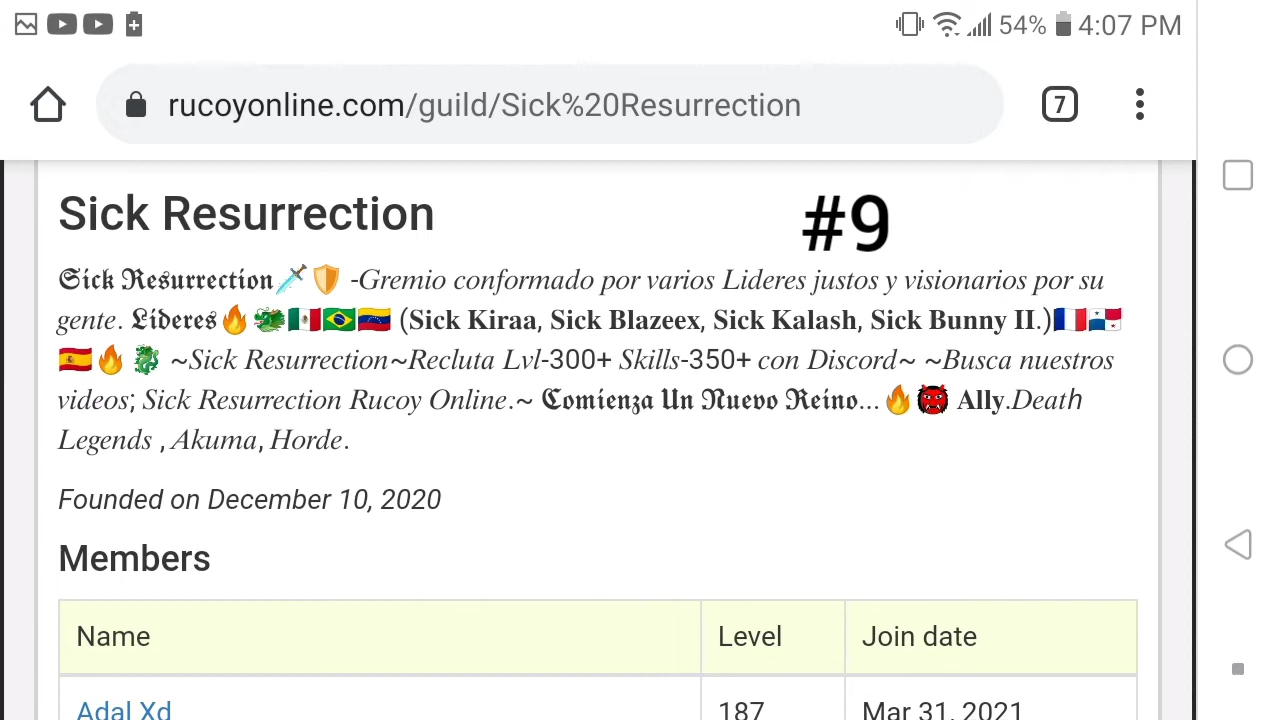 54% 4:07 PM
rucoyonline.com/guild/Sick%20Resurrection
7
Sick Resurrection
#9
𝕾𝖎𝖈𝖐 𝕽𝖊𝖘𝖚𝖗𝖗𝖊𝖈𝖙𝖎𝖔𝖓🗡️🛡️ -Gremio conformado por varios Lideres justos y visionarios por su
gente. 𝕷𝖎𝖉𝖊𝖗𝖊𝖘🔥🐉🇲🇽🇧🇷🇻🇪 (Sick Kiraa, Sick Blazeex, Sick Kalash, Sick Bunny II.)🇫🇷🇵🇦
🇪🇸🔥🐉 ~Sick Resurrection~Recluta Lvl-300+ Skills-350+ con Discord~ ~Busca nuestros
videos; Sick Resurrection Rucoy Online.~ 𝕮𝖔𝖒𝖎𝖊𝖓𝖟𝖆 𝖀𝖓 𝕹𝖚𝖊𝖛𝖔 𝕽𝖊𝖎𝖓𝖔...🔥👹 Ally.Death
Legends , Akuma, Horde.
Founded on December 10, 2020
Members
Name Level Join date
Adal Xd 187 Mar 31, 2021